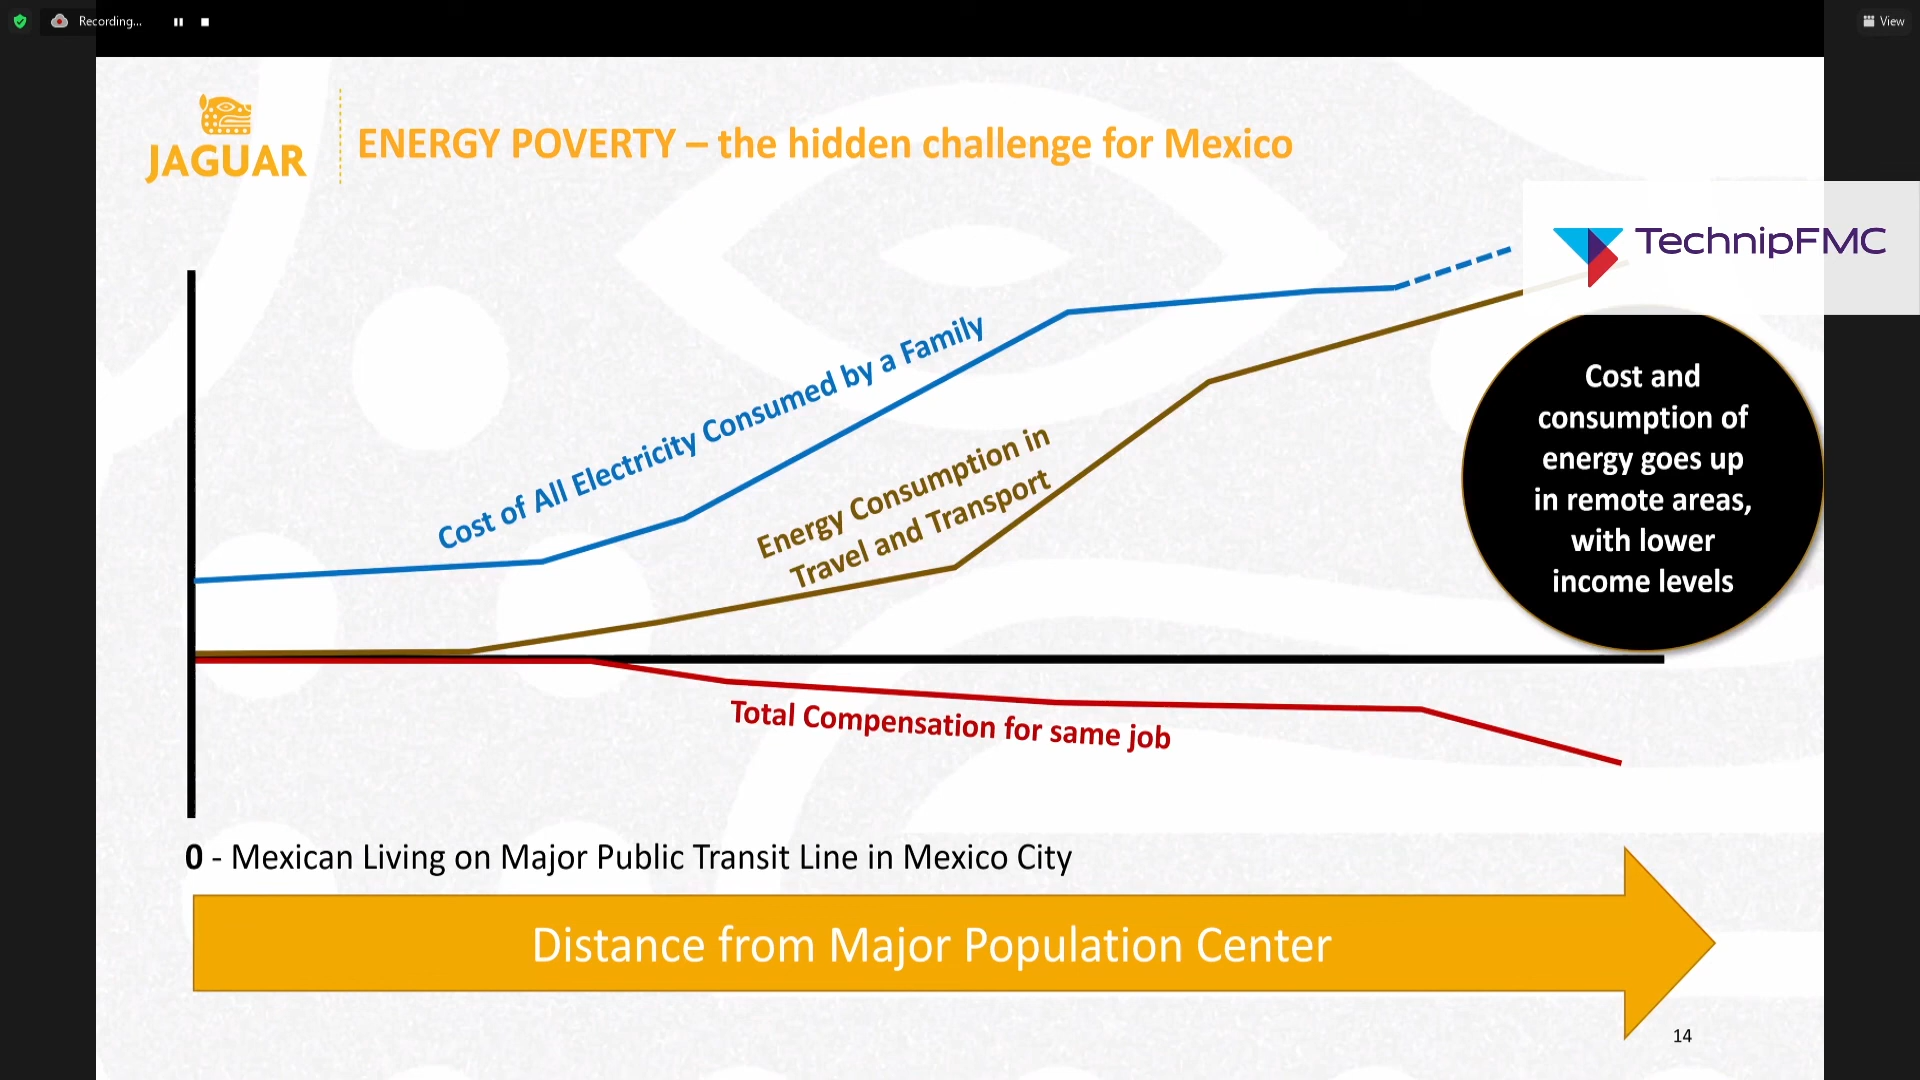 Recording...
View
JAGUAR
ENERGY POVERTY – the hidden challenge for Mexico
TechnipFMC
Cost of All Electricity Consumed by a Family
Energy Consumption in
Travel and Transport
Cost and
consumption of
energy goes up
in remote areas,
with lower
income levels
Total Compensation for same job
0 - Mexican Living on Major Public Transit Line in Mexico City
Distance from Major Population Center
14